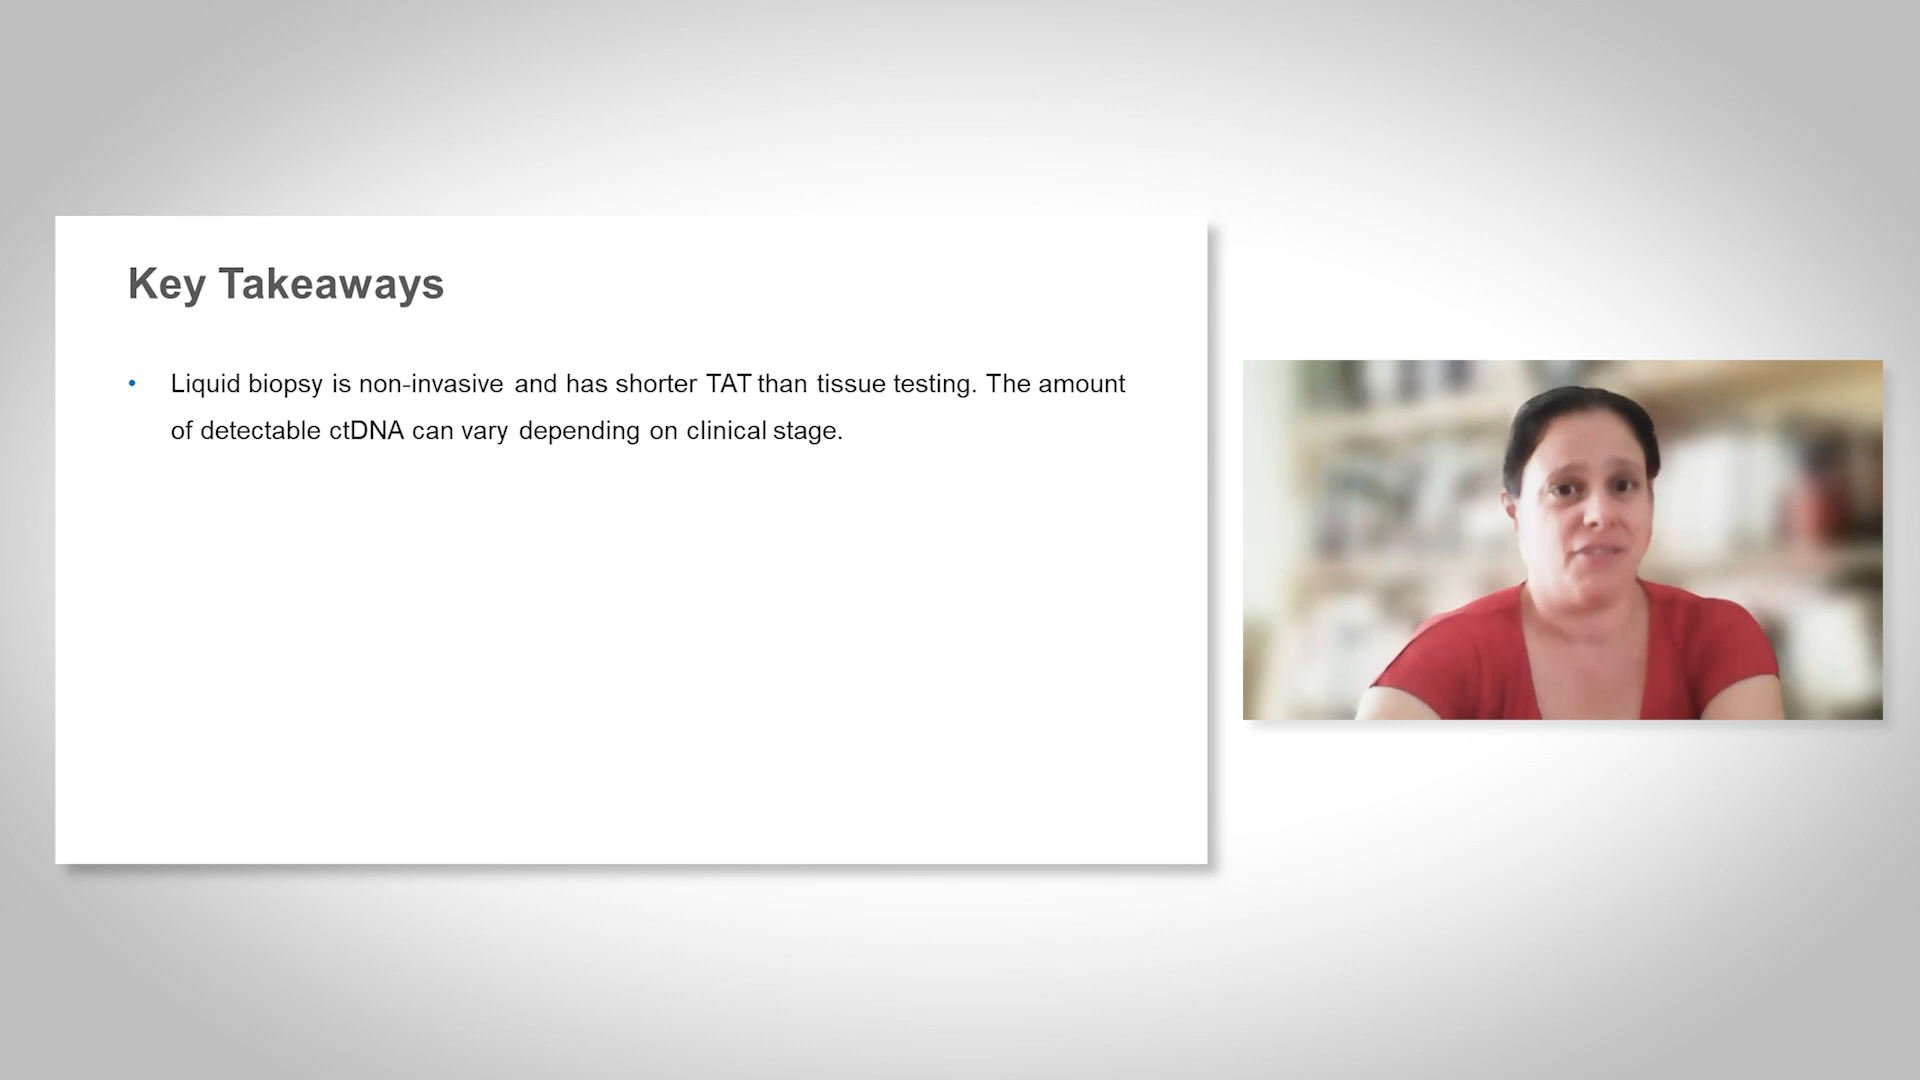 Key Takeaways
• Liquid biopsy is non-invasive and has shorter TAT than tissue testing. The amount
of detectable ctDNA can vary depending on clinical stage.